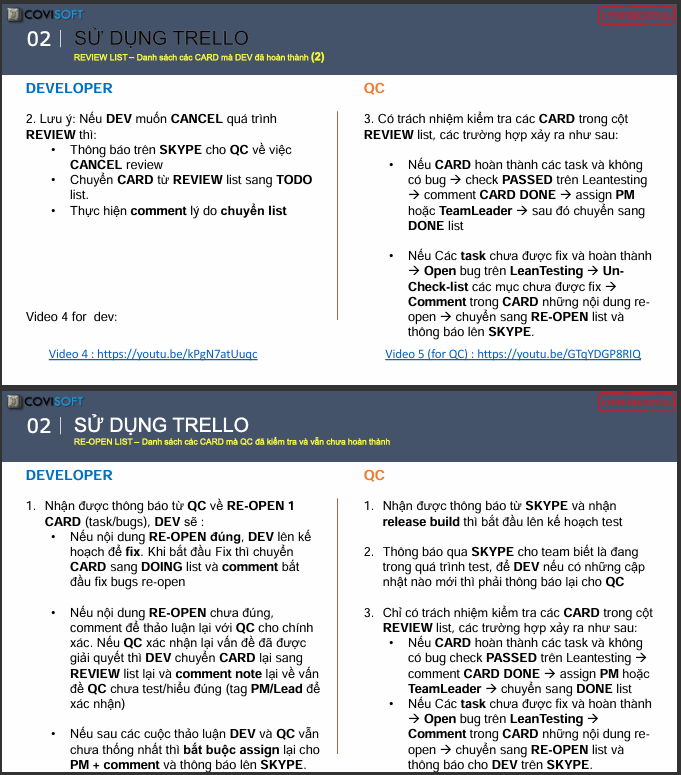 COVISOFT
CONFIDENTIAL
02
SỬ DỤNG TRELLO
REVIEW LIST – Danh sách các CARD mà DEV đã hoàn thành (2)
DEVELOPER
2. Lưu ý: Nếu DEV muốn CANCEL quá trình
REVIEW thì:
• Thông báo trên SKYPE cho QC về việc
CANCEL review
• Chuyển CARD từ REVIEW list sang TODO
list.
• Thực hiện comment lý do chuyển list
Video 4 for dev:
Video 4 : https://youtu.be/kPgN7atUuqc
QC
3. Có trách nhiệm kiểm tra các CARD trong cột
REVIEW list, các trường hợp xảy ra như sau:
• Nếu CARD hoàn thành các task và không
có bug → check PASSED trên Leantesting
→ comment CARD DONE → assign PM
hoặc TeamLeader → sau đó chuyển sang
DONE list
• Nếu Các task chưa được fix và hoàn thành
→ Open bug trên LeanTesting → Un-
Check-list các mục chưa được fix →
Comment trong CARD những nội dung re-
open → chuyển sang RE-OPEN list và
thông báo lên SKYPE.
Video 5 (for QC) : https://youtu.be/GTqYDGP8RIQ
COVISOFT
CONFIDENTIAL
02
SỬ DỤNG TRELLO
RE-OPEN LIST – Danh sách các CARD mà QC đã kiểm tra và vẫn chưa hoàn thành
DEVELOPER
1. Nhận được thông báo từ QC về RE-OPEN 1
CARD (task/bugs), DEV sẽ :
• Nếu nội dung RE-OPEN đúng, DEV lên kế
hoạch để fix. Khi bắt đầu Fix thì chuyển
CARD sang DOING list và comment bắt
đầu fix bugs re-open
• Nếu nội dung RE-OPEN chưa đúng,
comment để thảo luận lại với QC cho chính
xác. Nếu QC xác nhận lại vấn đề đã được
giải quyết thì DEV chuyển CARD lại sang
REVIEW list lại và comment note lại về vấn
đề QC chưa test/hiểu đúng (tag PM/Lead để
xác nhận)
• Nếu sau các cuộc thảo luận DEV và QC vẫn
chưa thống nhất thì bắt buộc assign lại cho
PM + comment và thông báo lên SKYPE.
QC
1. Nhận được thông báo từ SKYPE và nhận
release build thì bắt đầu lên kế hoạch test
2. Thông báo qua SKYPE cho team biết là đang
trong quá trình test, để DEV nếu có những cập
nhật nào mới thì phải thông báo lại cho QC
3. Chỉ có trách nhiệm kiểm tra các CARD trong cột
REVIEW list, các trường hợp xảy ra như sau:
• Nếu CARD hoàn thành các task và không
có bug check PASSED trên Leantesting →
comment CARD DONE → assign PM hoặc
TeamLeader → chuyển sang DONE list
• Nếu Các task chưa được fix và hoàn thành
→ Open bug trên LeanTesting →
Comment trong CARD những nội dung re-
open → chuyển sang RE-OPEN list và
thông báo cho DEV trên SKYPE.